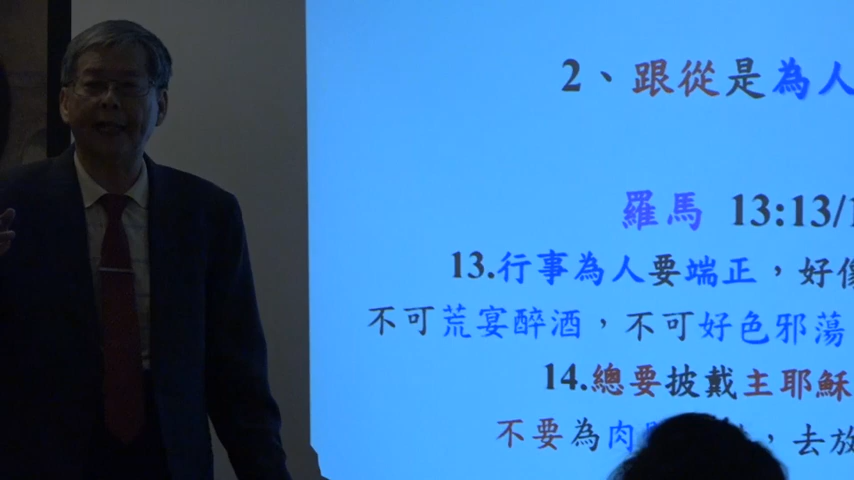 2、跟從是為人
羅馬 13:13/1
13.行事為人要端正，好像
不可荒宴醉酒，不可好色邪蕩
14.總要披戴主耶穌
不要為肉，去放